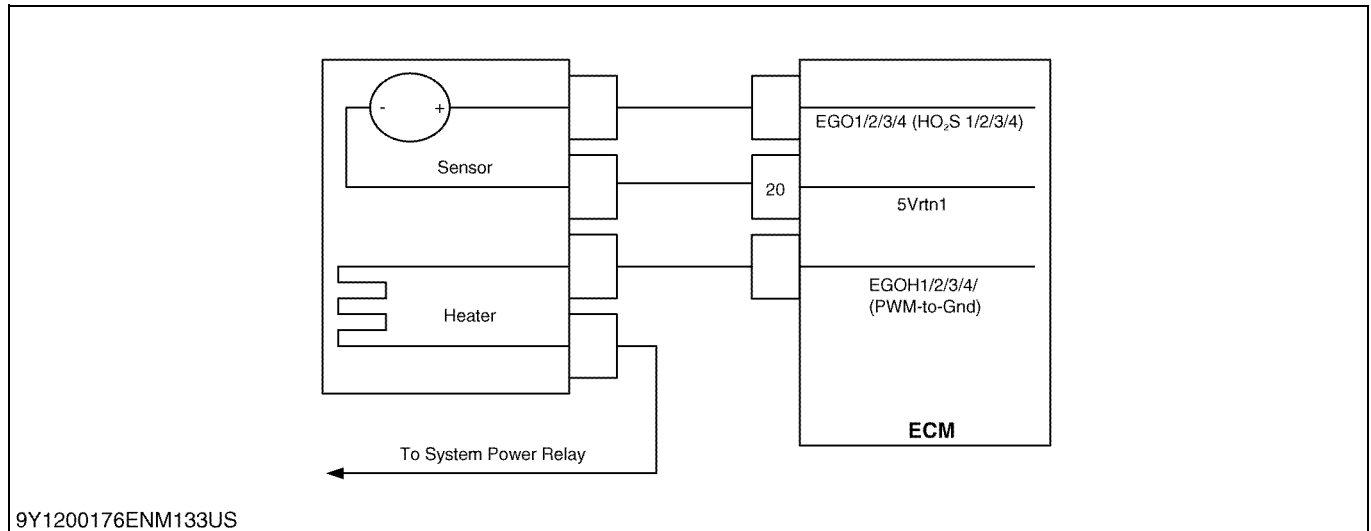 - +
EGO1/2/3/4 (HO₂S 1/2/3/4)
Sensor
20
5Vrtn1
EGOH1/2/3/4/
(PWM-to-Gnd)
Heater
ECM
To System Power Relay
9Y1200176ENM133US